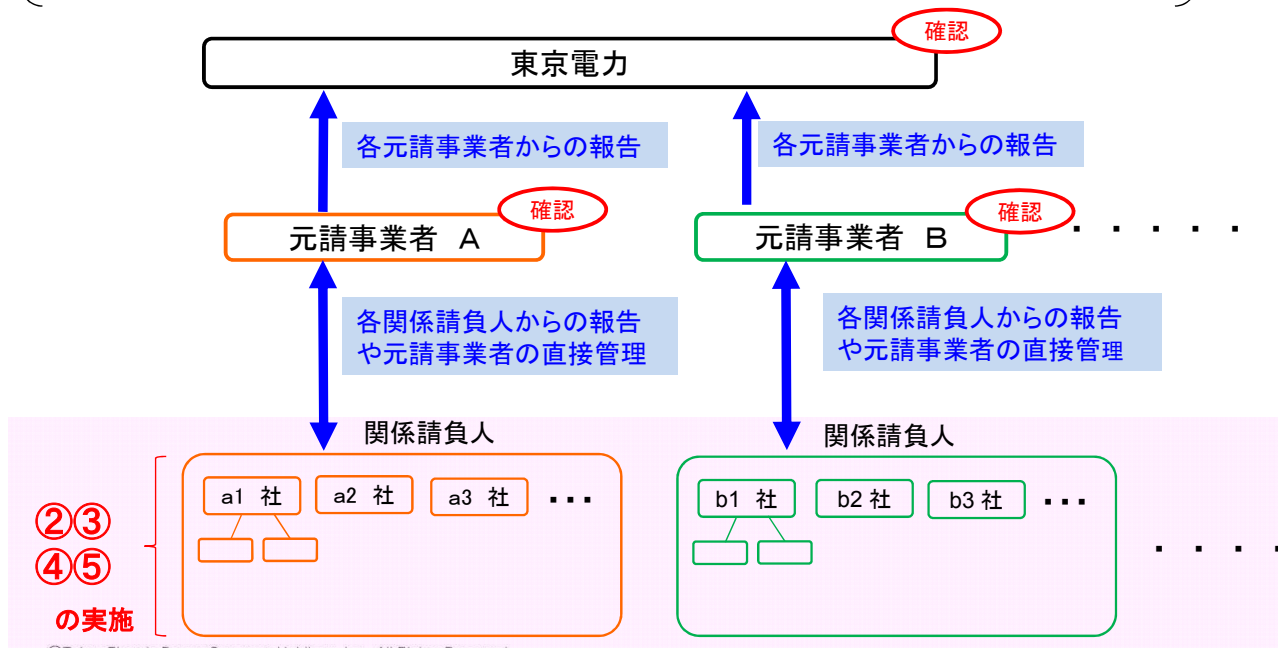 確認
東京電力
各元請事業者からの報告
各元請事業者からの報告
確認
元請事業者 A
確認
元請事業者 B
・・・・・
各関係請負人からの報告
や元請事業者の直接管理
各関係請負人からの報告
や元請事業者の直接管理
関係請負人
関係請負人
a1 社
a2 社
a3 社
・・・
b1 社
b2 社
b3 社
・・・
②③
④⑤
の実施
・・・・